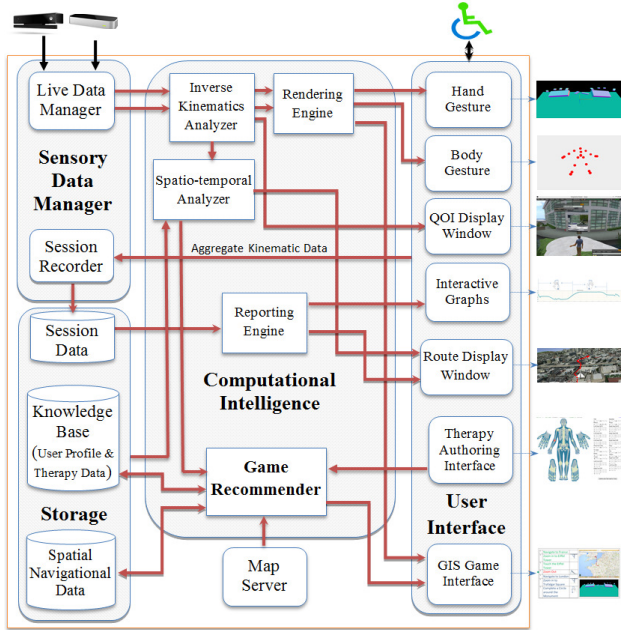 Live Data
Manager
Sensory
Data
Manager
Session
Recorder
Session
Data
Knowledge
Base
(User Profile &
Therapy Data)
Storage
Spatial
Navigational
Data
Inverse
Kinematics
Analyzer
Rendering
Engine
Spatio-temporal
Analyzer
Aggregate Kinematic Data
Reporting
Engine
Computational
Intelligence
Game
Recommender
Map
Server
Hand
Gesture
Body
Gesture
QOI Display
Window
Interactive
Graphs
Route Display
Window
Therapy
Authoring
Interface
User
Interface
GIS Game
Interface